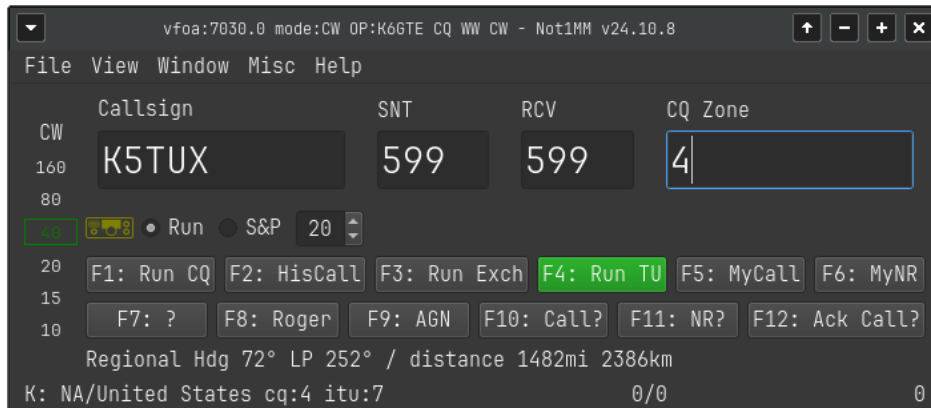 vfoa:7030.0 mode:CW OP:K6GTE CQ WW CW - Not1MM v24.10.8
File View Window Misc Help
Callsign SNT RCV CQ Zone
CW
K5TUX 599 599 4
160
80
40 Run S&P 20
20 F1: Run CQ F2: HisCall F3: Run Exch F4: Run TU F5: MyCall F6: MyNR
15
10 F7: ? F8: Roger F9: AGN F10: Call? F11: NR? F12: Ack Call?
Regional Hdg 72° LP 252° / distance 1482mi 2386km
K: NA/United States cq:4 itu:7 0/0 0